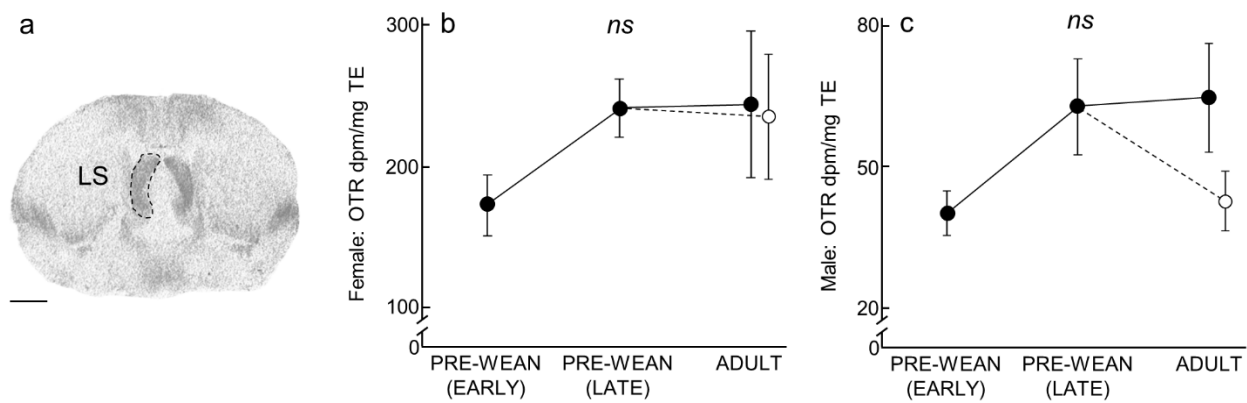 a
LS
b
ns
Female: OTR dpm/mg TE
300
200
100
0
PRE-WEAN
(EARLY)
PRE-WEAN
(LATE)
ADULT
c
ns
Male: OTR dpm/mg TE
80
50
20
0
PRE-WEAN
(EARLY)
PRE-WEAN
(LATE)
ADULT